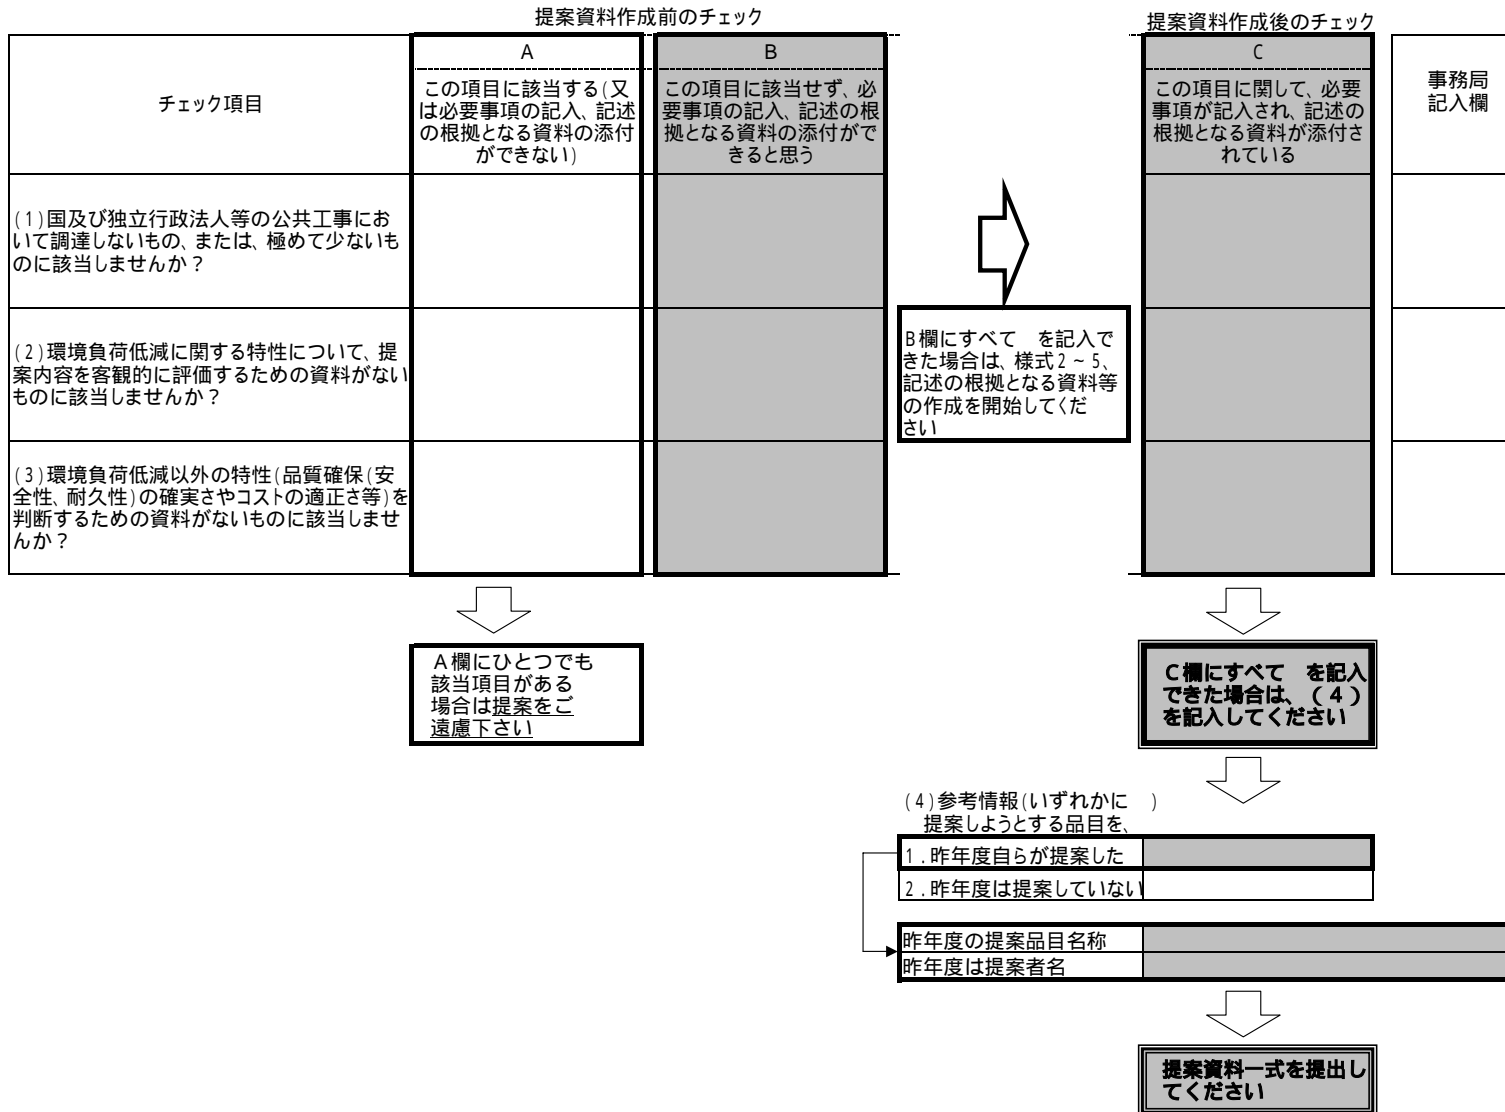 提案資料作成前のチェック
提案資料作成後のチェック
チェック項目
A
この項目に該当する(又
は必要事項の記入、記述
の根拠となる資料の添付
ができない)
B
この項目に該当せず、必
要事項の記入、記述の根
拠となる資料の添付がで
きると思う
C
この項目に関して、必要
事項が記入され、記述の
根拠となる資料が添付さ
れている
事務局
記入欄
(1)国及び独立行政法人等の公共工事にお
いて調達しないもの、または、極めて少ないも
のに該当しませんか?
(2)環境負荷低減に関する特性について、提
案内容を客観的に評価するための資料がない
ものに該当しませんか?
(3)環境負荷低減以外の特性(品質確保(安
全性、耐久性)の確実さやコストの適正さ等)を
判断するための資料がないものに該当しませ
んか?
B欄にすべて　を記入で
きた場合は、様式2~5、
記述の根拠となる資料等
の作成を開始してくだ
さい
A欄にひとつでも
該当項目がある
場合は提案をご
遠慮下さい
C欄にすべて　を記入
できた場合は、(4)
を記入してください
(4)参考情報(いずれかに　)
提案しようとする品目を、
1.昨年度自らが提案した
2.昨年度は提案していない
昨年度の提案品目名称
昨年度は提案者名
提案資料一式を提出し
てください